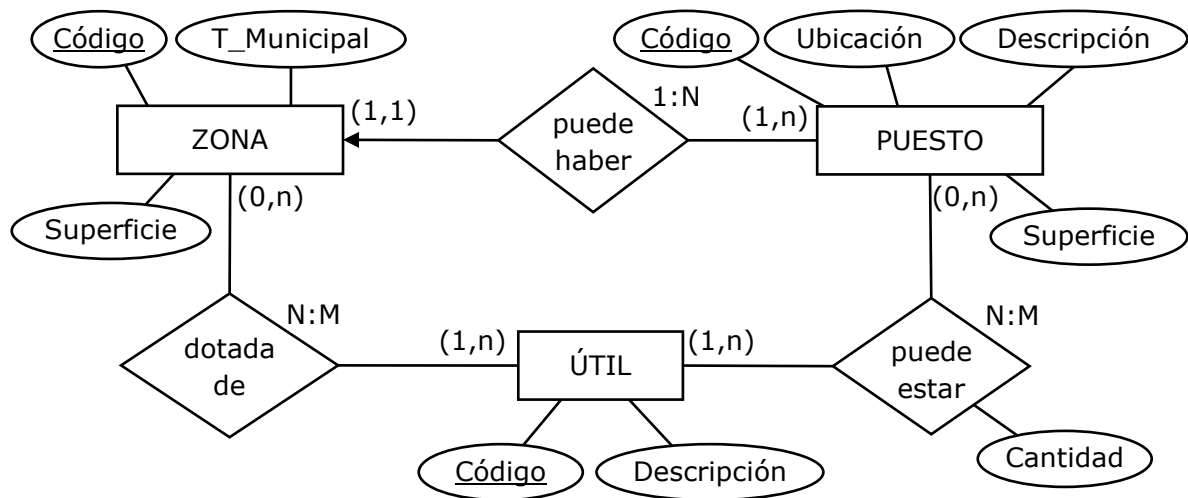 Código
T_Municipal
Código
Ubicación
Descripción
ZONA
(1,1)
puede
haber
1:N
(1,n)
PUESTO
(0,n)
(0,n)
Superficie
Superficie
dotada
de
N:M
(1,n)
ÚTIL
(1,n)
puede
estar
N:M
Código
Descripción
Cantidad